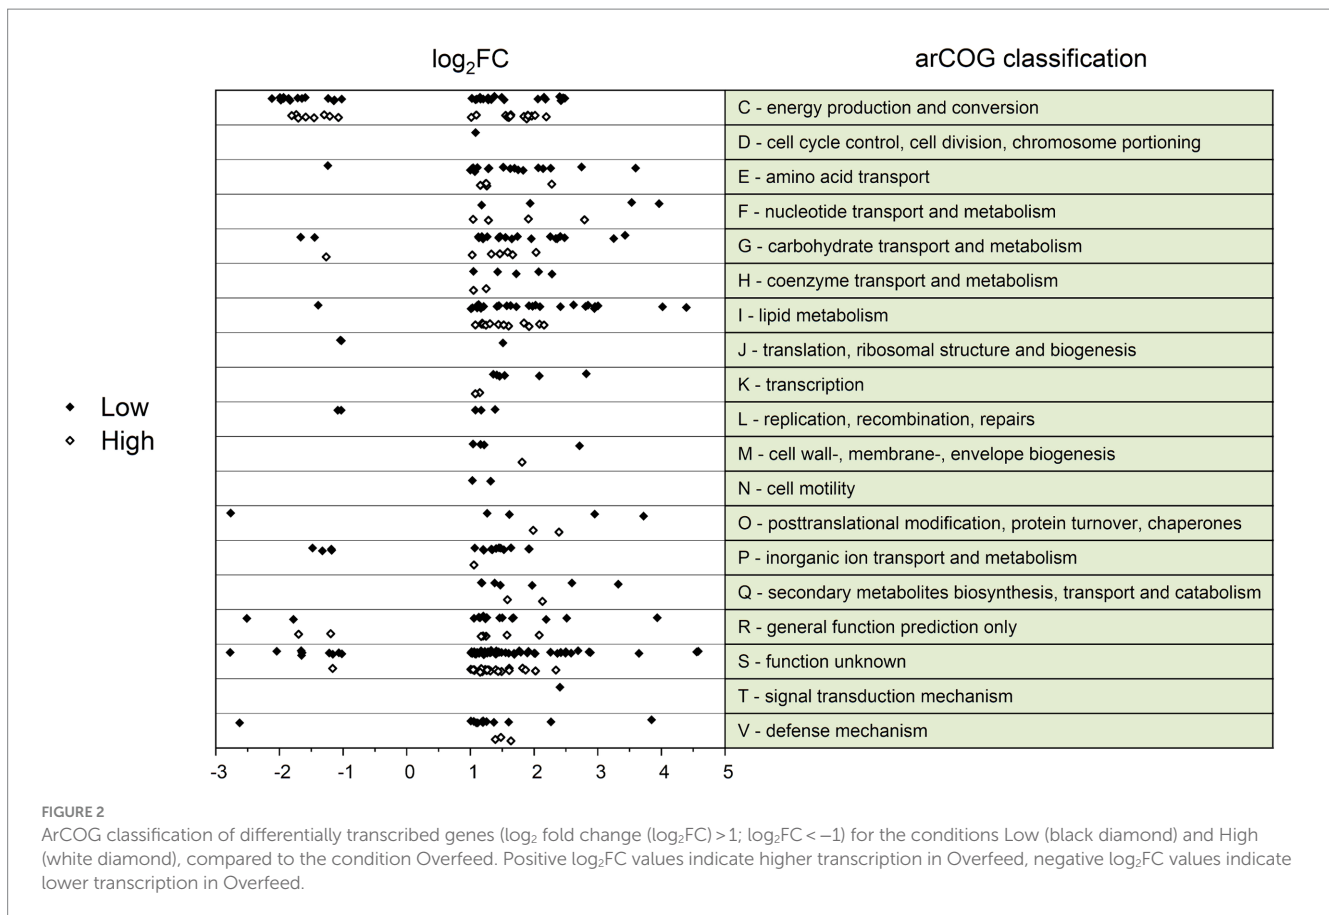 log₂FC
arCOG classification
C - energy production and conversion
D - cell cycle control, cell division, chromosome portioning
E - amino acid transport
F - nucleotide transport and metabolism
G - carbohydrate transport and metabolism
H - coenzyme transport and metabolism
I - lipid metabolism
J - translation, ribosomal structure and biogenesis
K - transcription
Low
L - replication, recombination, repairs
High
M - cell wall-, membrane-, envelope biogenesis
N - cell motility
O - posttranslational modification, protein turnover, chaperones
P - inorganic ion transport and metabolism
Q - secondary metabolites biosynthesis, transport and catabolism
R - general function prediction only
S - function unknown
T - signal transduction mechanism
V - defense mechanism
-3 -2 -1 0 1 2 3 4 5
FIGURE 2
ArCOG classification of differentially transcribed genes (log₂ fold change (log₂FC) > 1; log₂FC < −1) for the conditions Low (black diamond) and High
(white diamond), compared to the condition Overfeed. Positive log₂FC values indicate higher transcription in Overfeed, negative log₂FC values indicate
lower transcription in Overfeed.